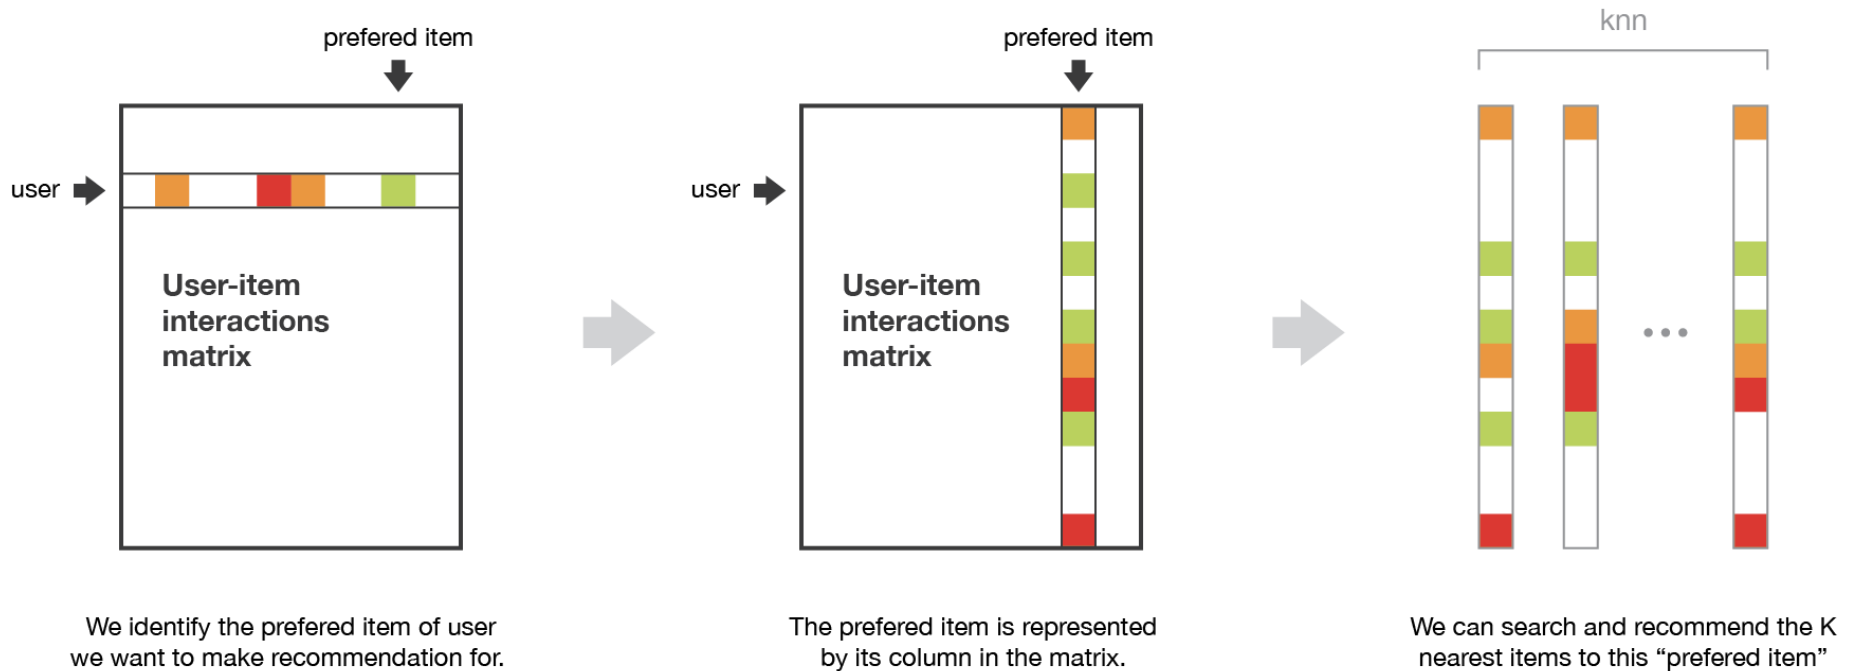 prefered item
user
User-item
interactions
matrix
We identify the prefered item of user
we want to make recommendation for.
prefered item
user
User-item
interactions
matrix
The prefered item is represented
by its column in the matrix.
knn
We can search and recommend the K
nearest items to this “prefered item”